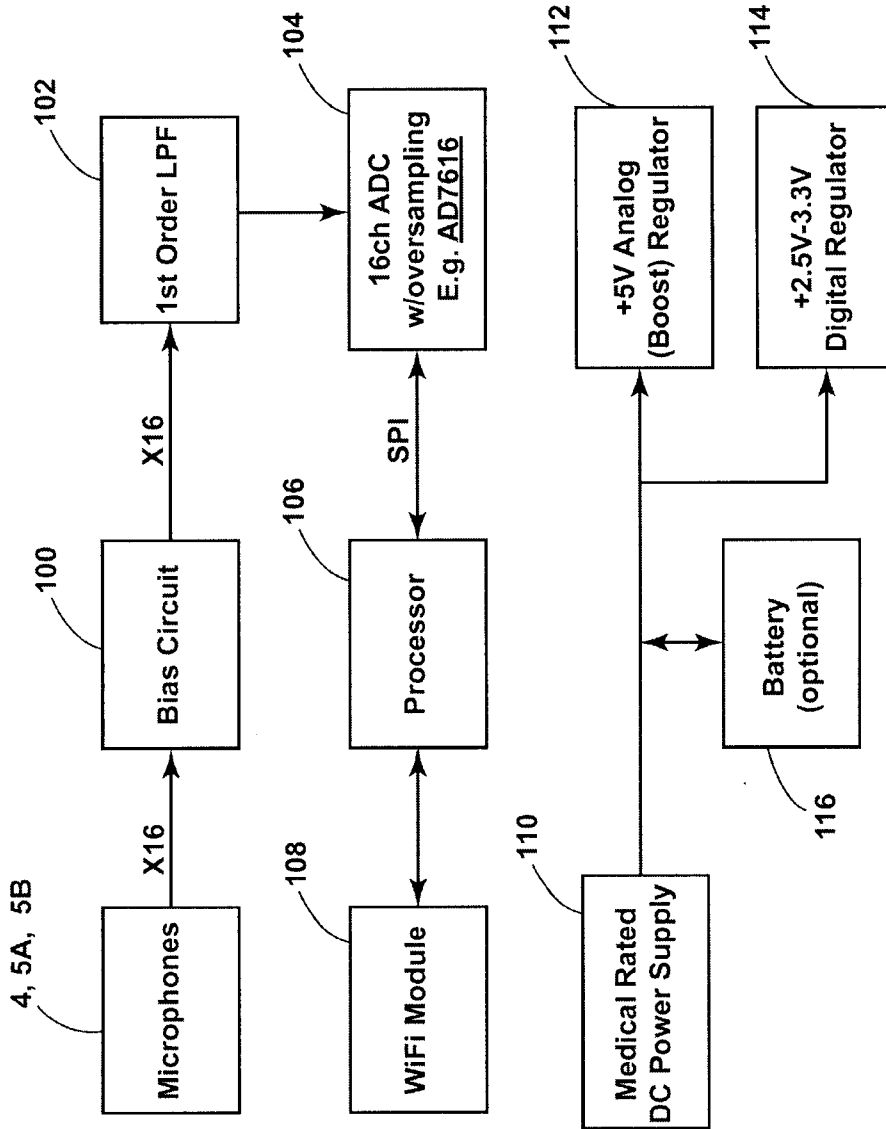 4, 5A, 5B
Microphones
X16
100
Bias Circuit
X16
102
1st Order LPF
108
WiFi Module
106
Processor
SPI
104
16ch ADC
w/oversampling
E.g. AD7616
110
Medical Rated
DC Power Supply
116
Battery
(optional)
112
+5V Analog
(Boost) Regulator
114
+2.5V-3.3V
Digital Regulator